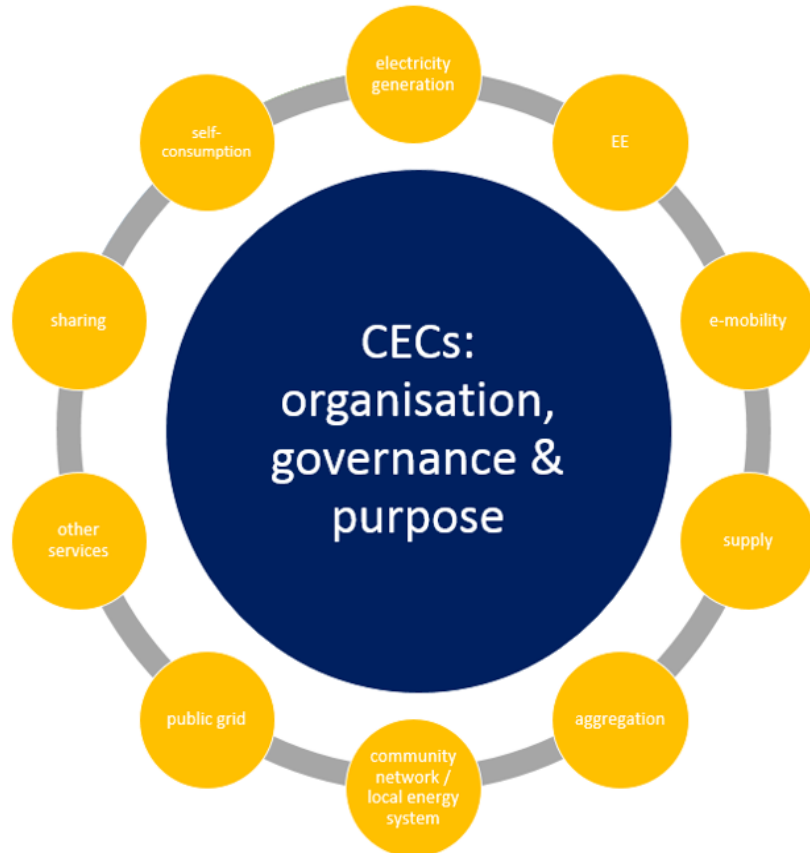 electricity
generation
EE
e-mobility
supply
aggregation
community
network /
local energy
system
public grid
other
services
sharing
self-
consumption
CECs:
organisation,
governance &
purpose